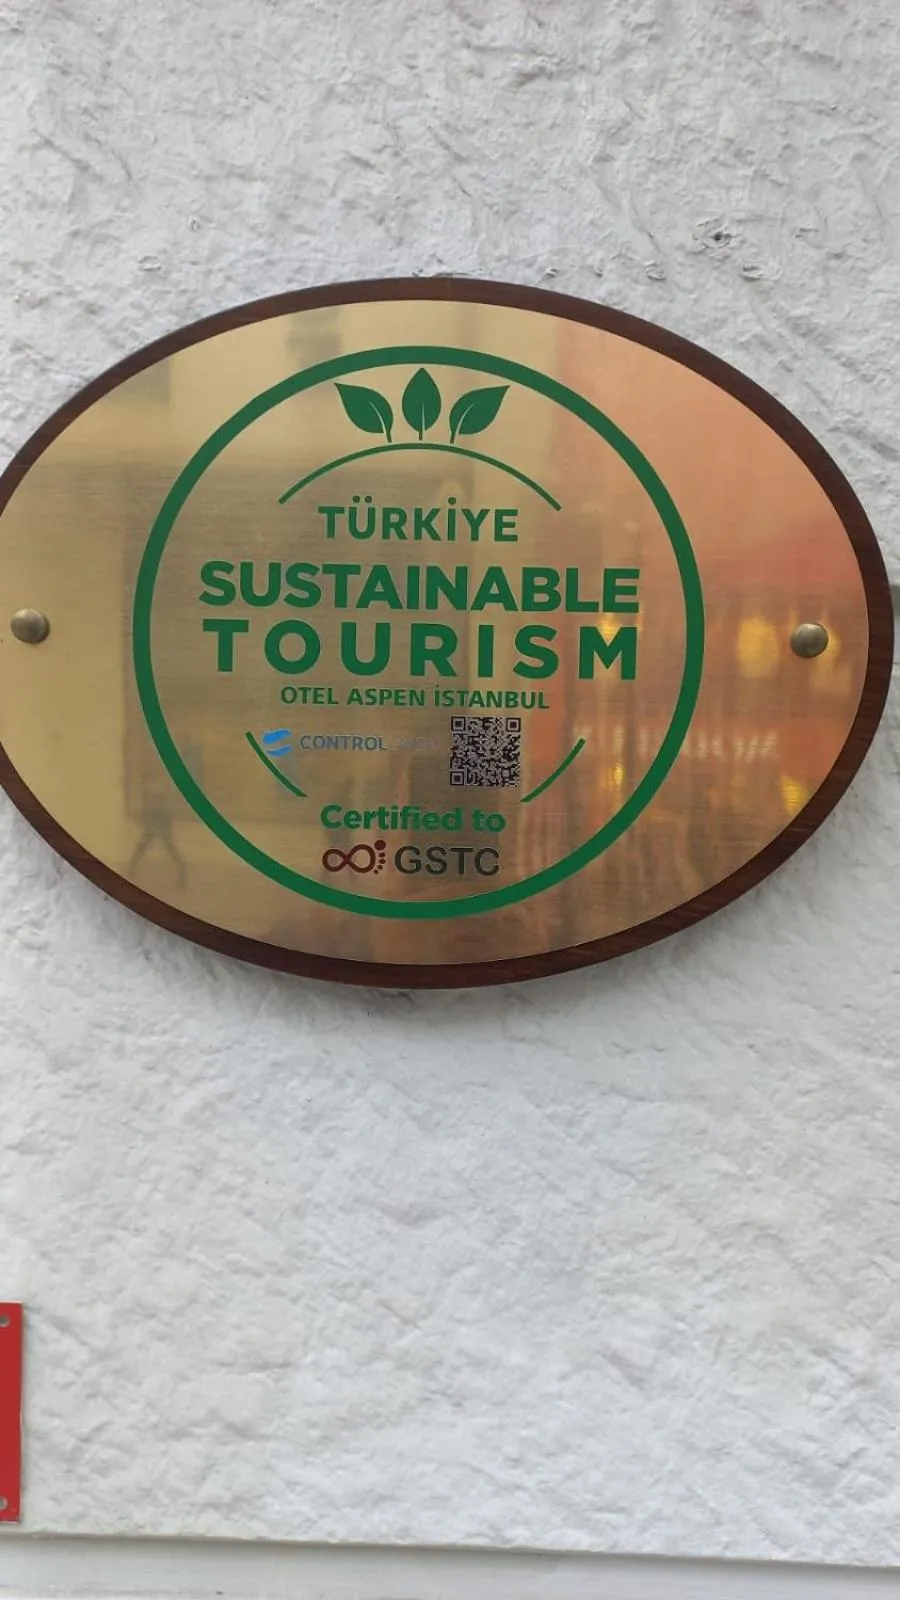 TÜRKİYE
SUSTAINABLE
TOURISM
OTEL ASPEN İSTANBUL
CONTROL
Certified to
GSTC